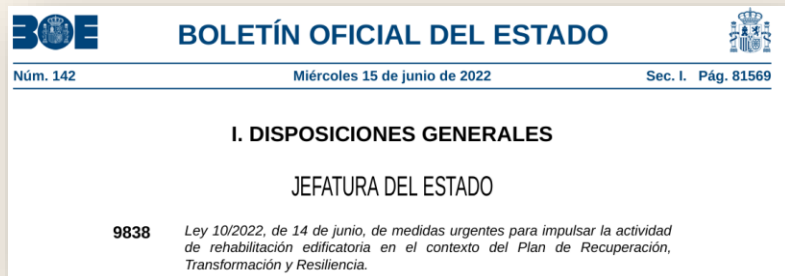 BOE
BOLETÍN OFICIAL DEL ESTADO
Núm. 142
Miércoles 15 de junio de 2022
Sec. I. Pág. 81569
I. DISPOSICIONES GENERALES
JEFATURA DEL ESTADO
9838
Ley 10/2022, de 14 de junio, de medidas urgentes para impulsar la actividad
de rehabilitación edificatoria en el contexto del Plan de Recuperación,
Transformación y Resiliencia.